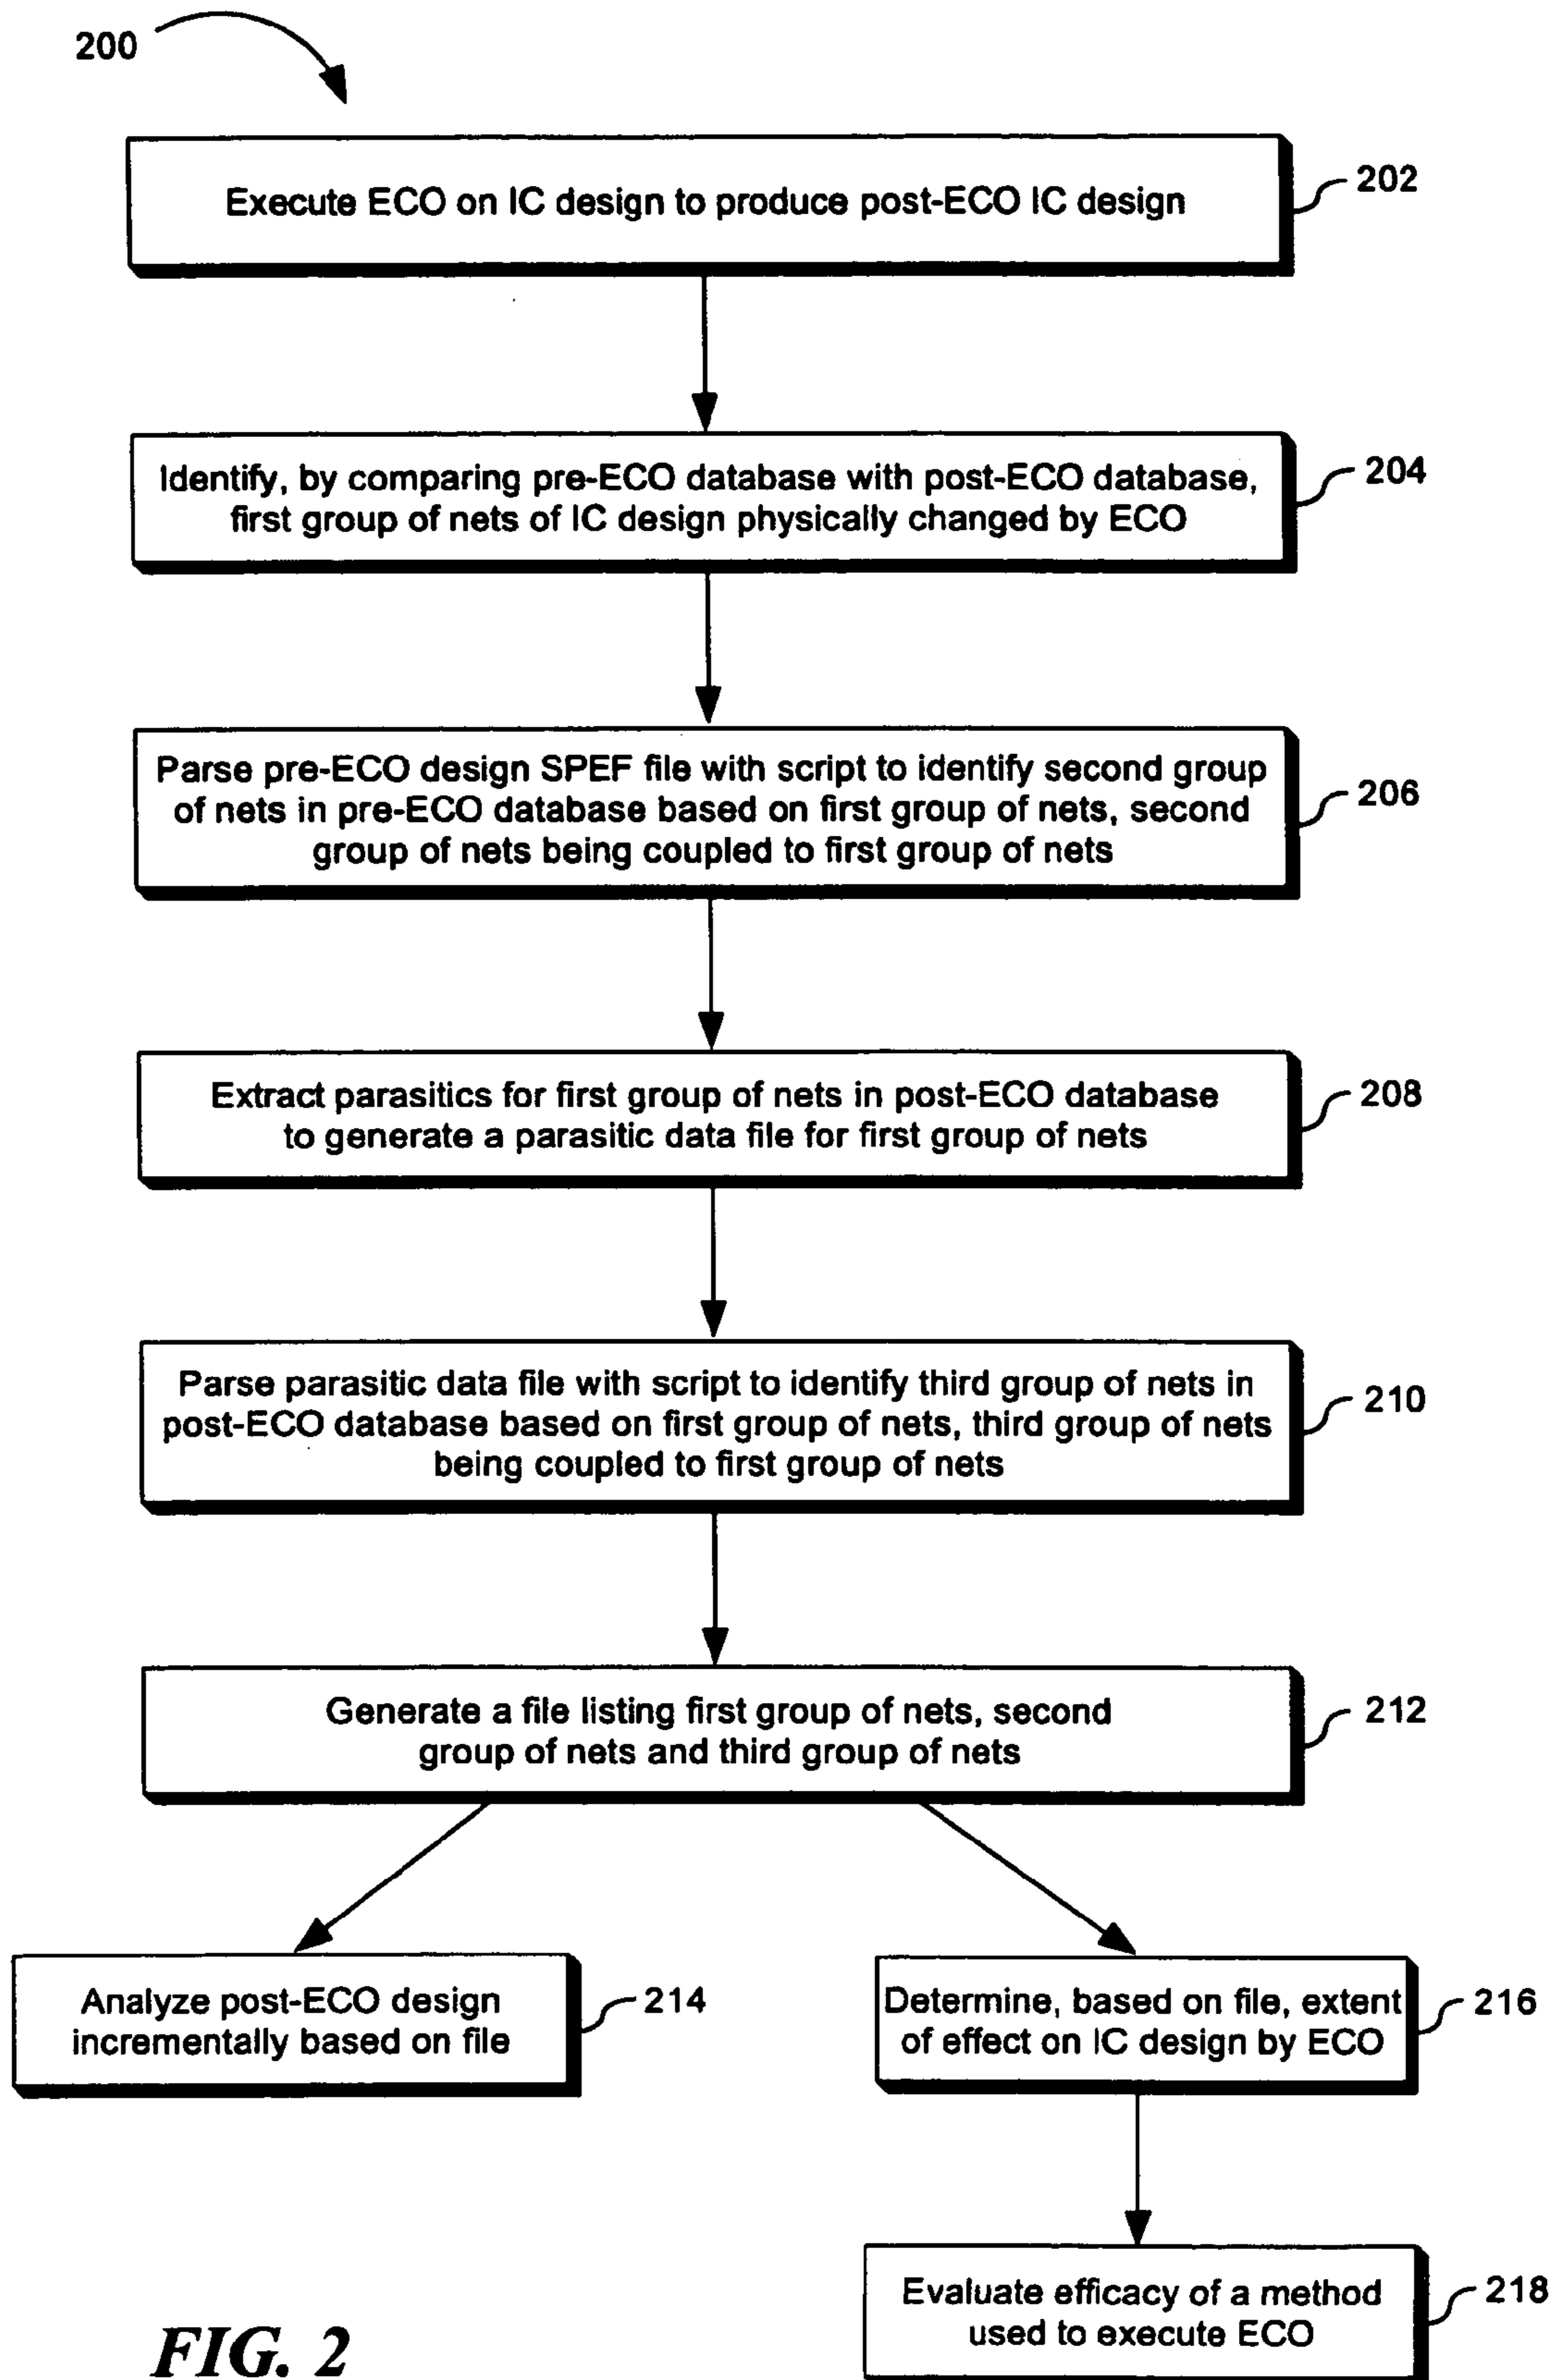 200
Execute ECO on IC design to produce post-ECO IC design
202
Identify, by comparing pre-ECO database with post-ECO database,
first group of nets of IC design physically changed by ECO
204
Parse pre-ECO design SPEF file with script to identify second group
of nets in pre-ECO database based on first group of nets, second
group of nets being coupled to first group of nets
206
Extract parasitics for first group of nets in post-ECO database
to generate a parasitic data file for first group of nets
208
Parse parasitic data file with script to identify third group of nets in
post-ECO database based on first group of nets, third group of nets
being coupled to first group of nets
210
Generate a file listing first group of nets, second
group of nets and third group of nets
212
Analyze post-ECO design
incrementally based on file
214
Determine, based on file, extent
of effect on IC design by ECO
216
Evaluate efficacy of a method
used to execute ECO
218
FIG. 2